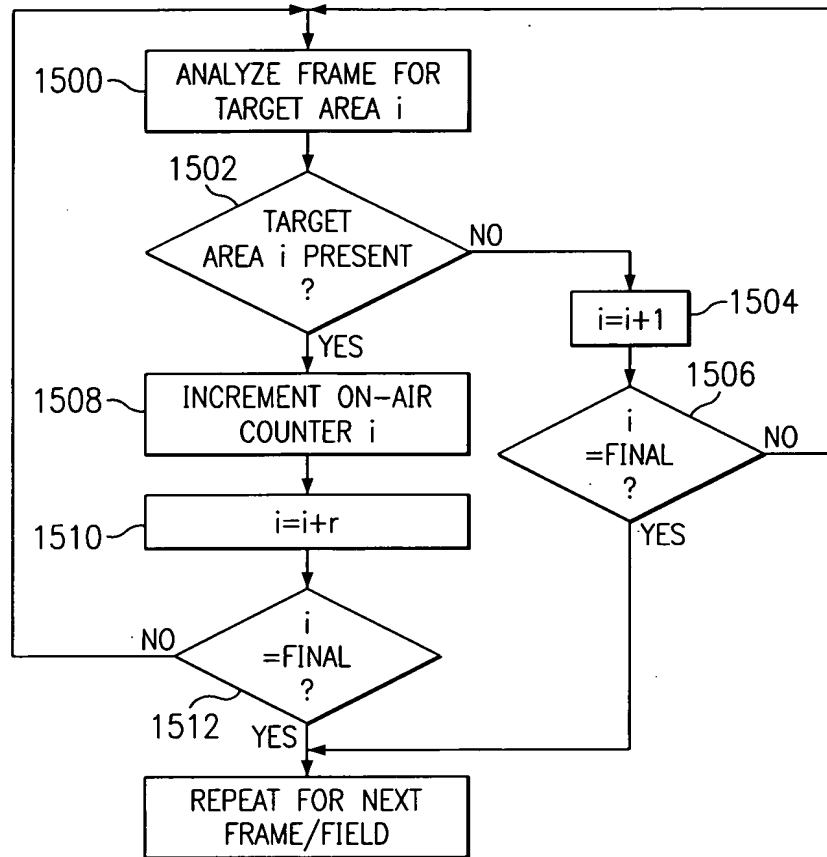 1500
ANALYZE FRAME FOR
TARGET AREA i
1502
TARGET
AREA i PRESENT
?
NO
YES
i=i+1
1504
1506
i
=FINAL
?
NO
YES
1508
INCREMENT ON-AIR
COUNTER i
1510
i=i+r
i
=FINAL
?
NO
1512
YES
REPEAT FOR NEXT
FRAME/FIELD